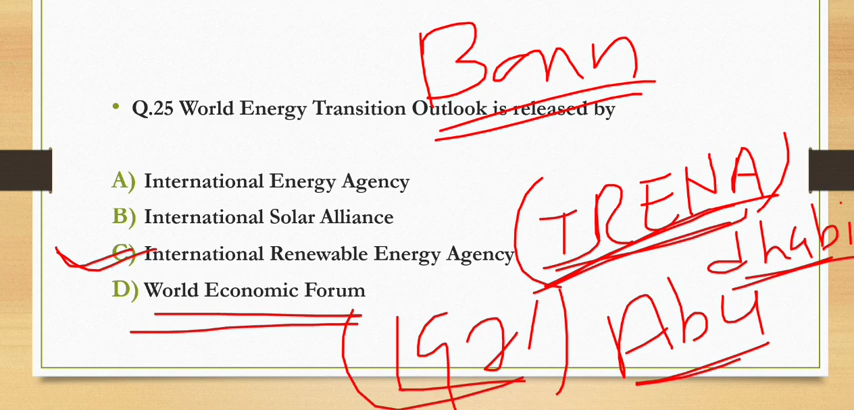 Bonn
• Q.25 World Energy Transition Outlook is released by
A) International Energy Agency
B) International Solar Alliance
(IRENA)
C) International Renewable Energy Agency
dhabi
D) World Economic Forum
(1971) Abu